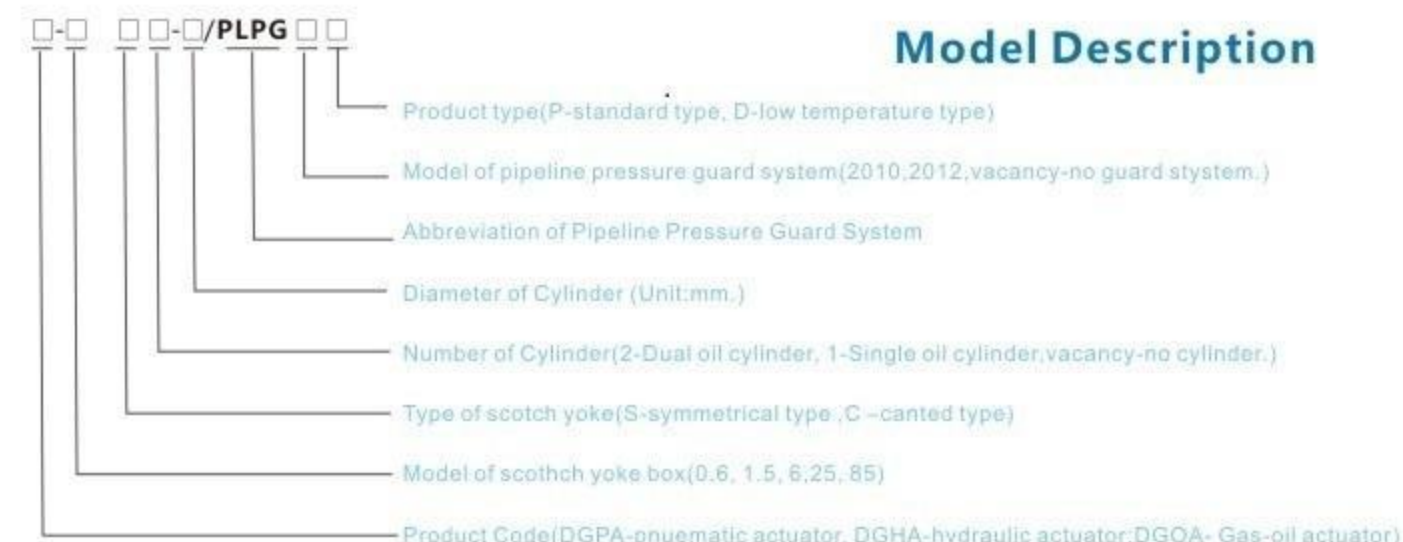 □-□ □ □-□/PLPG □ □
Model Description
Product type(P-standard type, D-low temperature type)
Model of pipeline pressure guard system(2010,2012,vacancy-no guard stystem.)
Abbreviation of Pipeline Pressure Guard System
Diameter of Cylinder (Unit:mm.)
Number of Cylinder(2-Dual oil cylinder, 1-Single oil cylinder,vacancy-no cylinder.)
Type of scotch yoke(S-symmetrical type ,C –canted type)
Model of scothch yoke box(0.6, 1.5, 6,25, 85)
Product Code(DGPA-pnuematic actuator, DGHA-hydraulic actuator;DGOA- Gas-oil actuator)